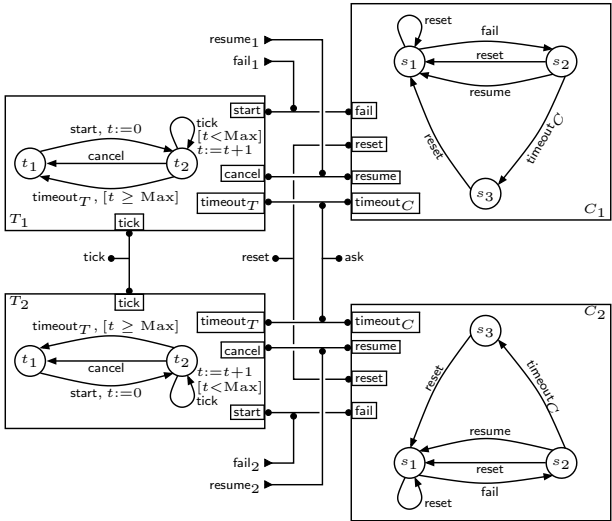 resume1
fail1
reset
fail
s1
reset
s2
resume
reset
timeoutC
s3
C1
start
fail
tick
[t<Max]
t:=t+1
start, t:=0
t1
cancel
t2
timeoutT, [t ≥ Max]
T1
tick
reset
cancel
resume
timeoutT
timeoutC
tick
reset
ask
T2
tick
timeoutT, [t ≥ Max]
t1
cancel
t2
t:=t+1
[t<Max]
tick
start, t:=0
timeoutT
timeoutC
cancel
resume
reset
start
fail
C2
s3
reset
timeoutC
resume
s1
reset
s2
fail
reset
fail2
resume2